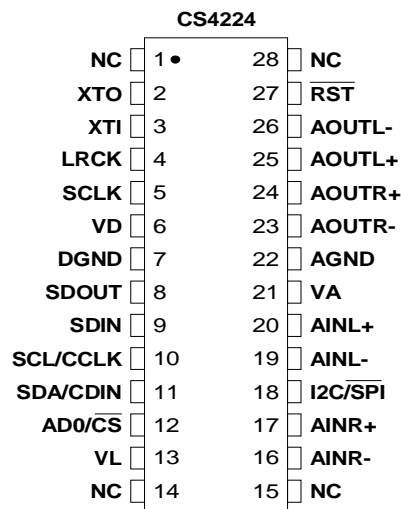 CS4224
NC 1 28 NC
XTO 2 27 RST
XTI 3 26 AOUTL-
LRCK 4 25 AOUTL+
SCLK 5 24 AOUTR+
VD 6 23 AOUTR-
DGND 7 22 AGND
SDOUT 8 21 VA
SDIN 9 20 AINL+
SCL/CCLK 10 19 AINL-
SDA/CDIN 11 18 I2C/SPI
AD0/CS 12 17 AINR+
VL 13 16 AINR-
NC 14 15 NC